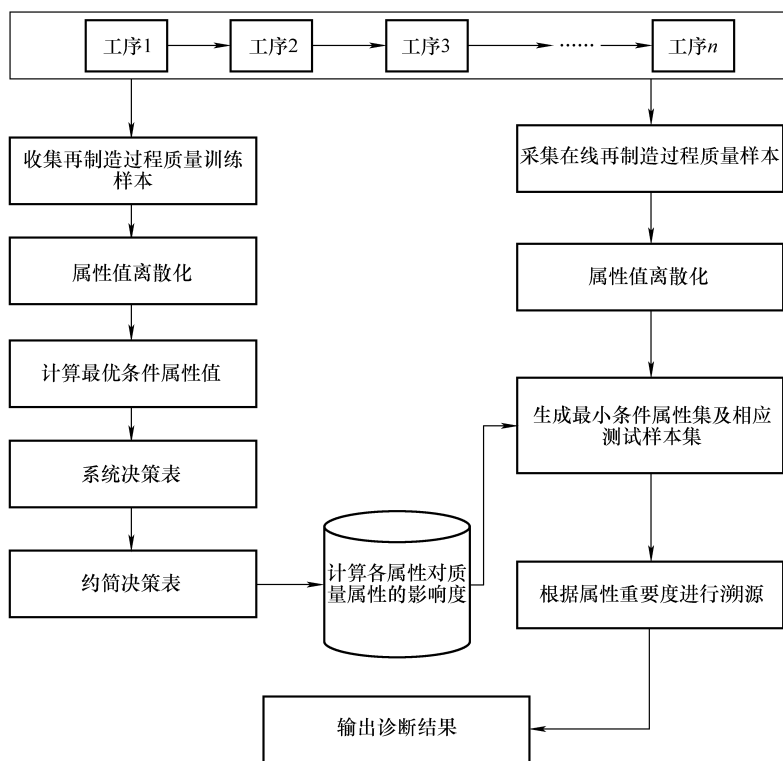 工序1
工序2
工序3
……
工序n
收集再制造过程质量训练
样本
属性值离散化
计算最优条件属性值
系统决策表
约简决策表
计算各属性对质
量属性的影响度
采集在线再制造过程质量样本
属性值离散化
生成最小条件属性集及相应
测试样本集
根据属性重要度进行溯源
输出诊断结果